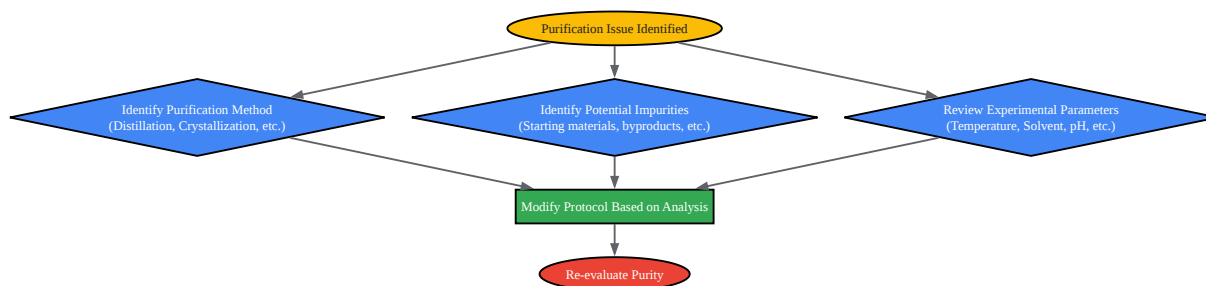 Purification Issue Identified
Identify Purification Method
(Distillation, Crystallization, etc.)
Identify Potential Impurities
(Starting materials, byproducts, etc.)
Review Experimental Parameters
(Temperature, Solvent, pH, etc.)
Modify Protocol Based on Analysis
Re-evaluate Purity